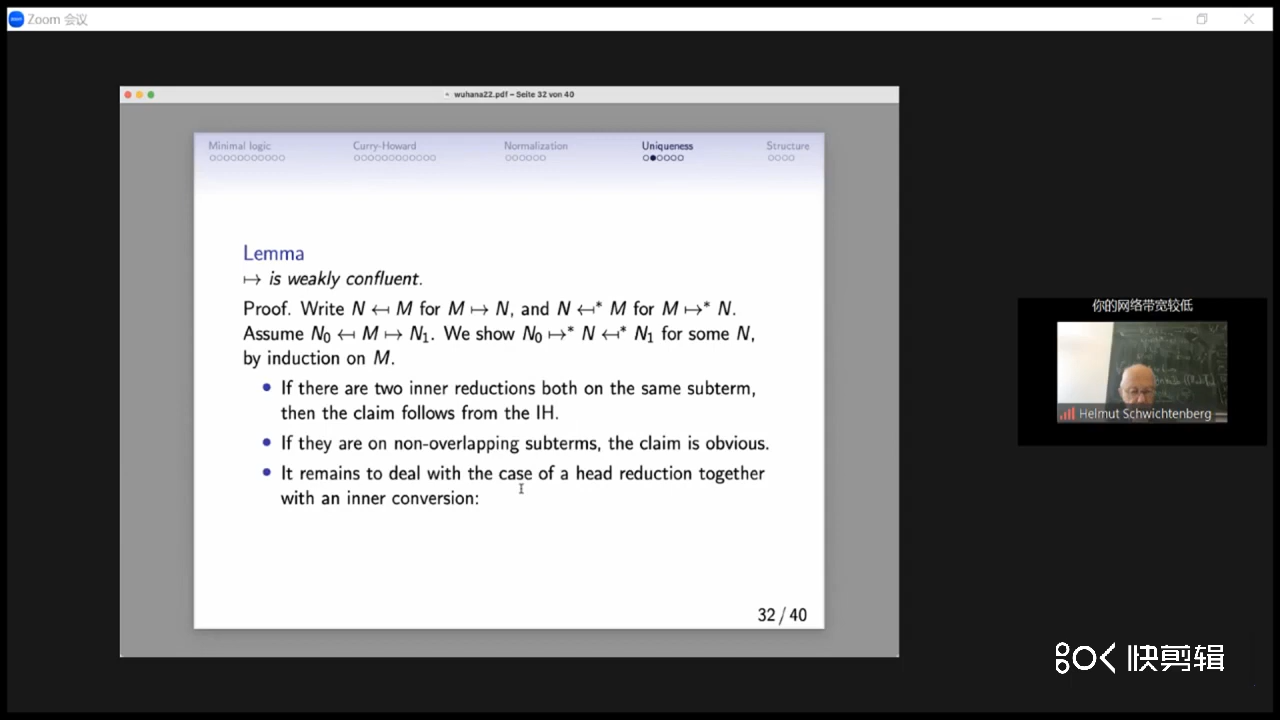 Zoom 会议
wuhana22.pdf – Seite 32 von 40
Minimal logic
Curry-Howard
Normalization
Uniqueness
Structure
Lemma
↦ is weakly confluent.
Proof. Write N ↤ M for M ↦ N, and N ↤* M for M ↦* N.
Assume N₀ ↤ M ↦ N₁. We show N₀ ↦* N ↤* N₁ for some N,
by induction on M.
• If there are two inner reductions both on the same subterm,
then the claim follows from the IH.
• If they are on non-overlapping subterms, the claim is obvious.
• It remains to deal with the case of a head reduction together
with an inner conversion:
32 / 40
你的网络带宽较低
Helmut Schwichtenberg
快剪辑